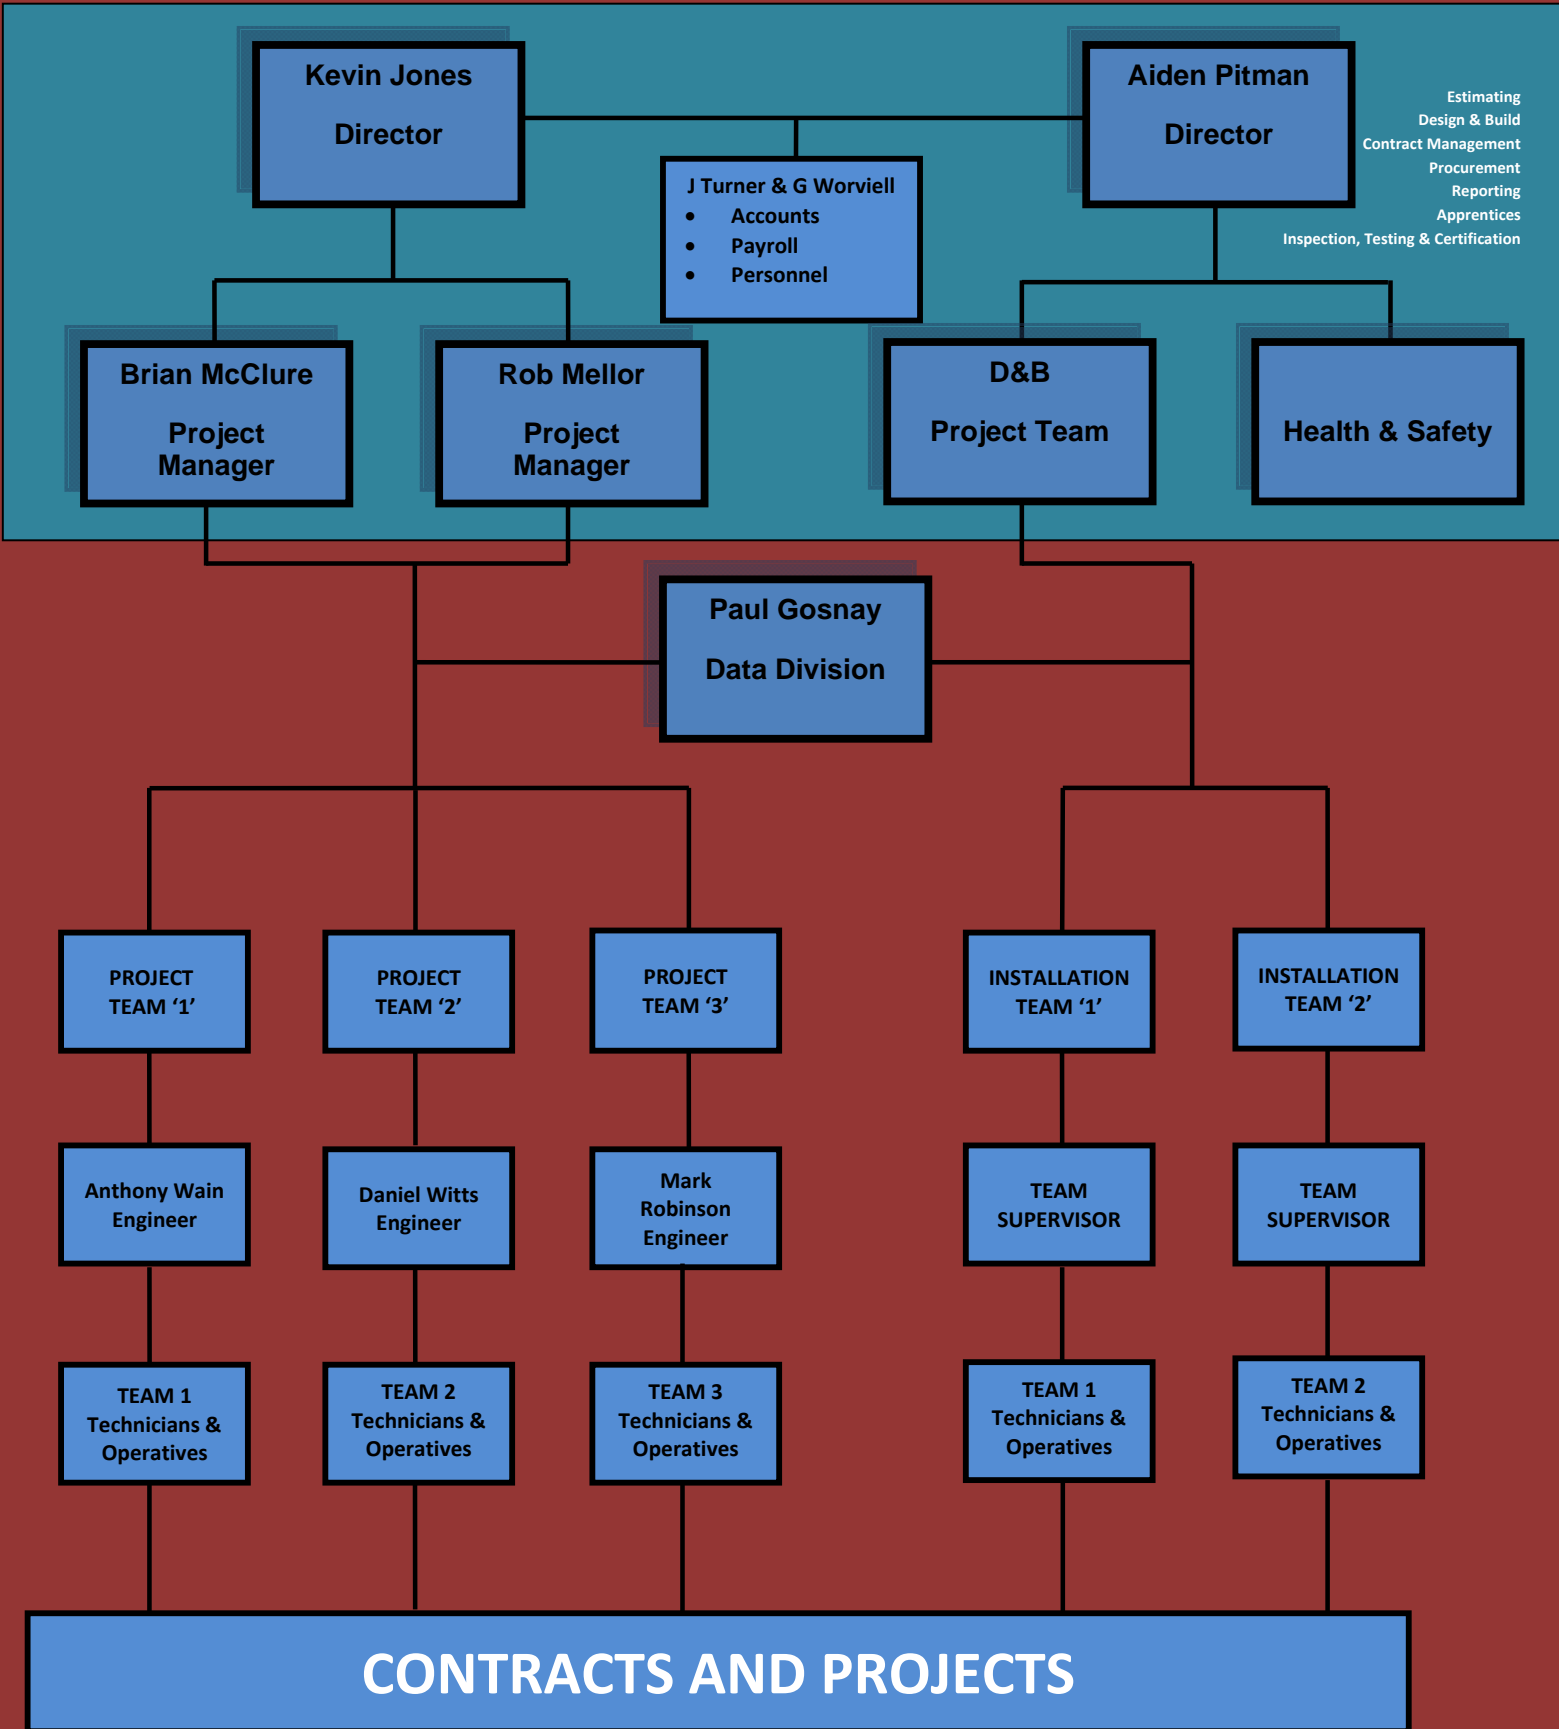 Kevin Jones
Director
Aiden Pitman
Director
Estimating
Design & Build
Contract Management
Procurement
Reporting
Apprentices
Inspection, Testing & Certification
J Turner & G Worviell
• Accounts
• Payroll
• Personnel
Brian McClure
Project
Manager
Rob Mellor
Project
Manager
D&B
Project Team
Health & Safety
Paul Gosnay
Data Division
PROJECT
TEAM ‘1’
PROJECT
TEAM ‘2’
PROJECT
TEAM ‘3’
INSTALLATION
TEAM ‘1’
INSTALLATION
TEAM ‘2’
Anthony Wain
Engineer
Daniel Witts
Engineer
Mark
Robinson
Engineer
TEAM
SUPERVISOR
TEAM
SUPERVISOR
TEAM 1
Technicians &
Operatives
TEAM 2
Technicians &
Operatives
TEAM 3
Technicians &
Operatives
TEAM 1
Technicians &
Operatives
TEAM 2
Technicians &
Operatives
CONTRACTS AND PROJECTS